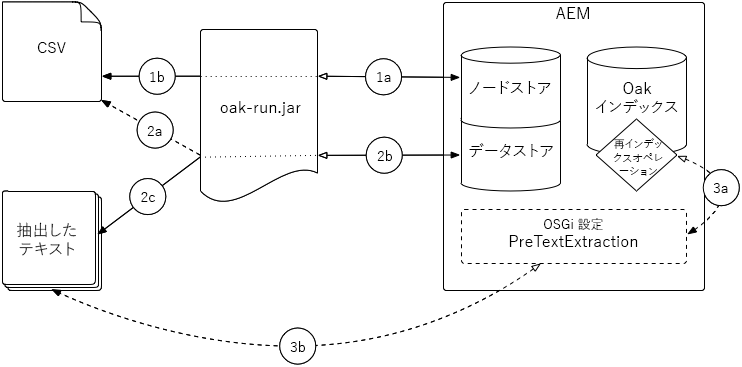 AEM
CSV
1b
1a
2a
oak-run.jar
ノードストア
Oak
インデックス
2b
データストア
再インデッ
クスオペレ
ーション
3a
2c
抽出した
テキスト
OSGi 設定
PreTextExtraction
3b